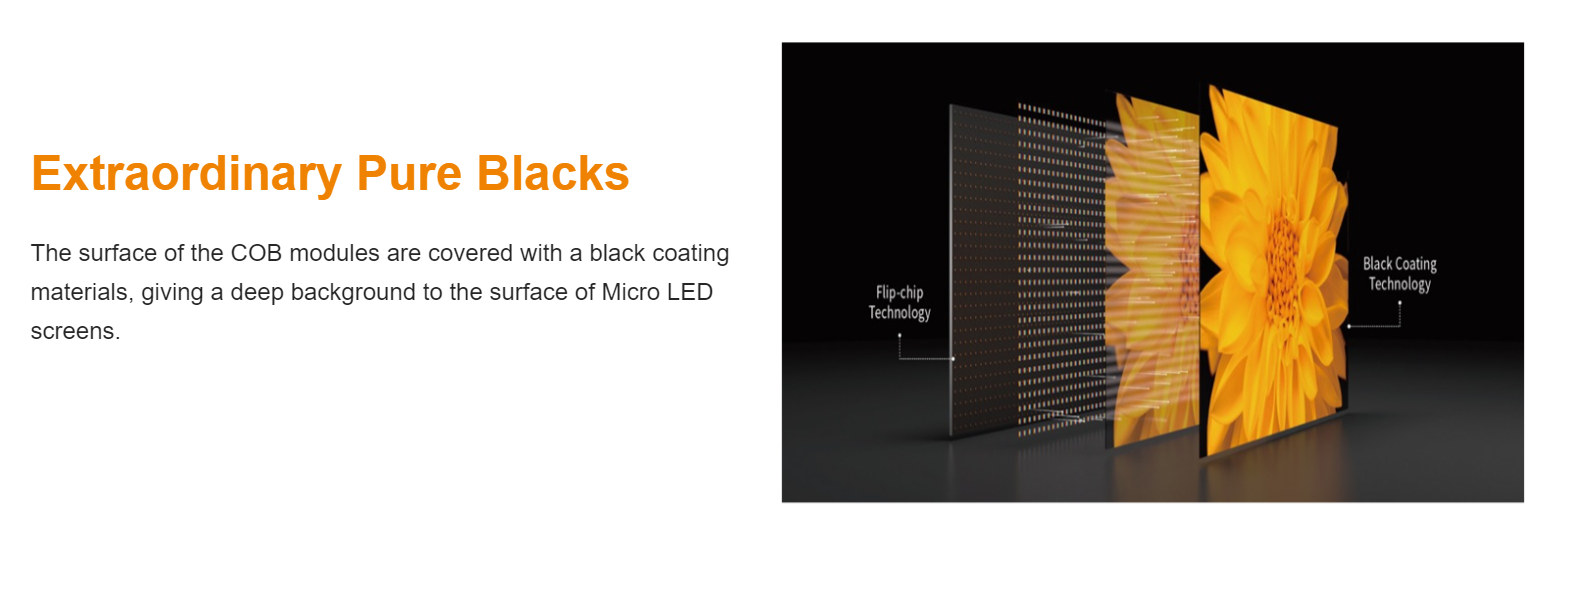 Extraordinary Pure Blacks
The surface of the COB modules are covered with a black coating
materials, giving a deep background to the surface of Micro LED
screens.
Flip-chip
Technology
Black Coating
Technology